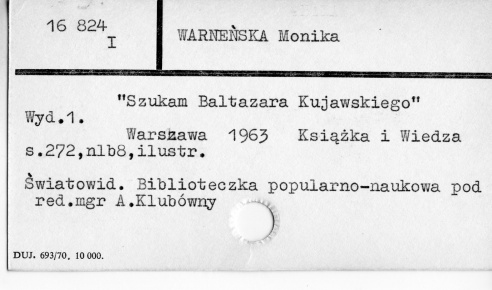 16 824
I
WARNEŃSKA Monika
"Szukam Baltazara Kujawskiego"
Wyd.1.
Warszawa 1963 Książka i Wiedza
s.272,nlb8,ilustr.
Światowid. Biblioteczka popularno-naukowa pod
red.mgr A.Klubówny
DUJ. 693/70, 10 000.